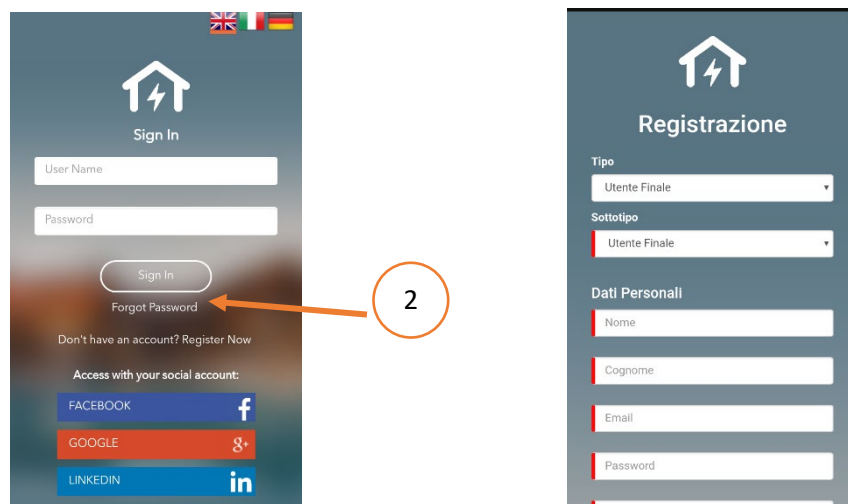 Sign In
User Name
Password
Sign In
Forgot Password
Don't have an account? Register Now
Access with your social account:
FACEBOOK f
GOOGLE g+
LINKEDIN in
2
Registrazione
Tipo
Utente Finale
Sottotipo
Utente Finale
Dati Personali
Nome
Cognome
Email
Password